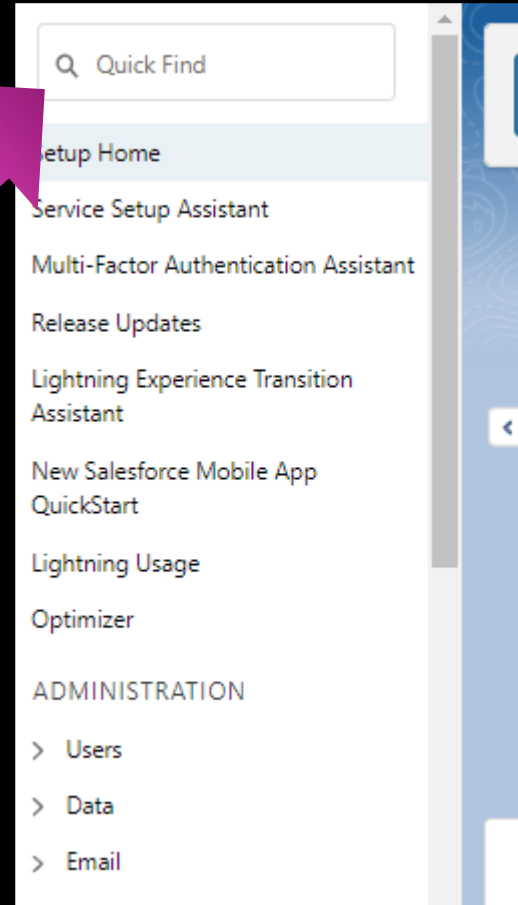 Quick Find
Setup Home
Service Setup Assistant
Multi-Factor Authentication Assistant
Release Updates
Lightning Experience Transition
Assistant
New Salesforce Mobile App
QuickStart
Lightning Usage
Optimizer
ADMINISTRATION
Users
Data
Email